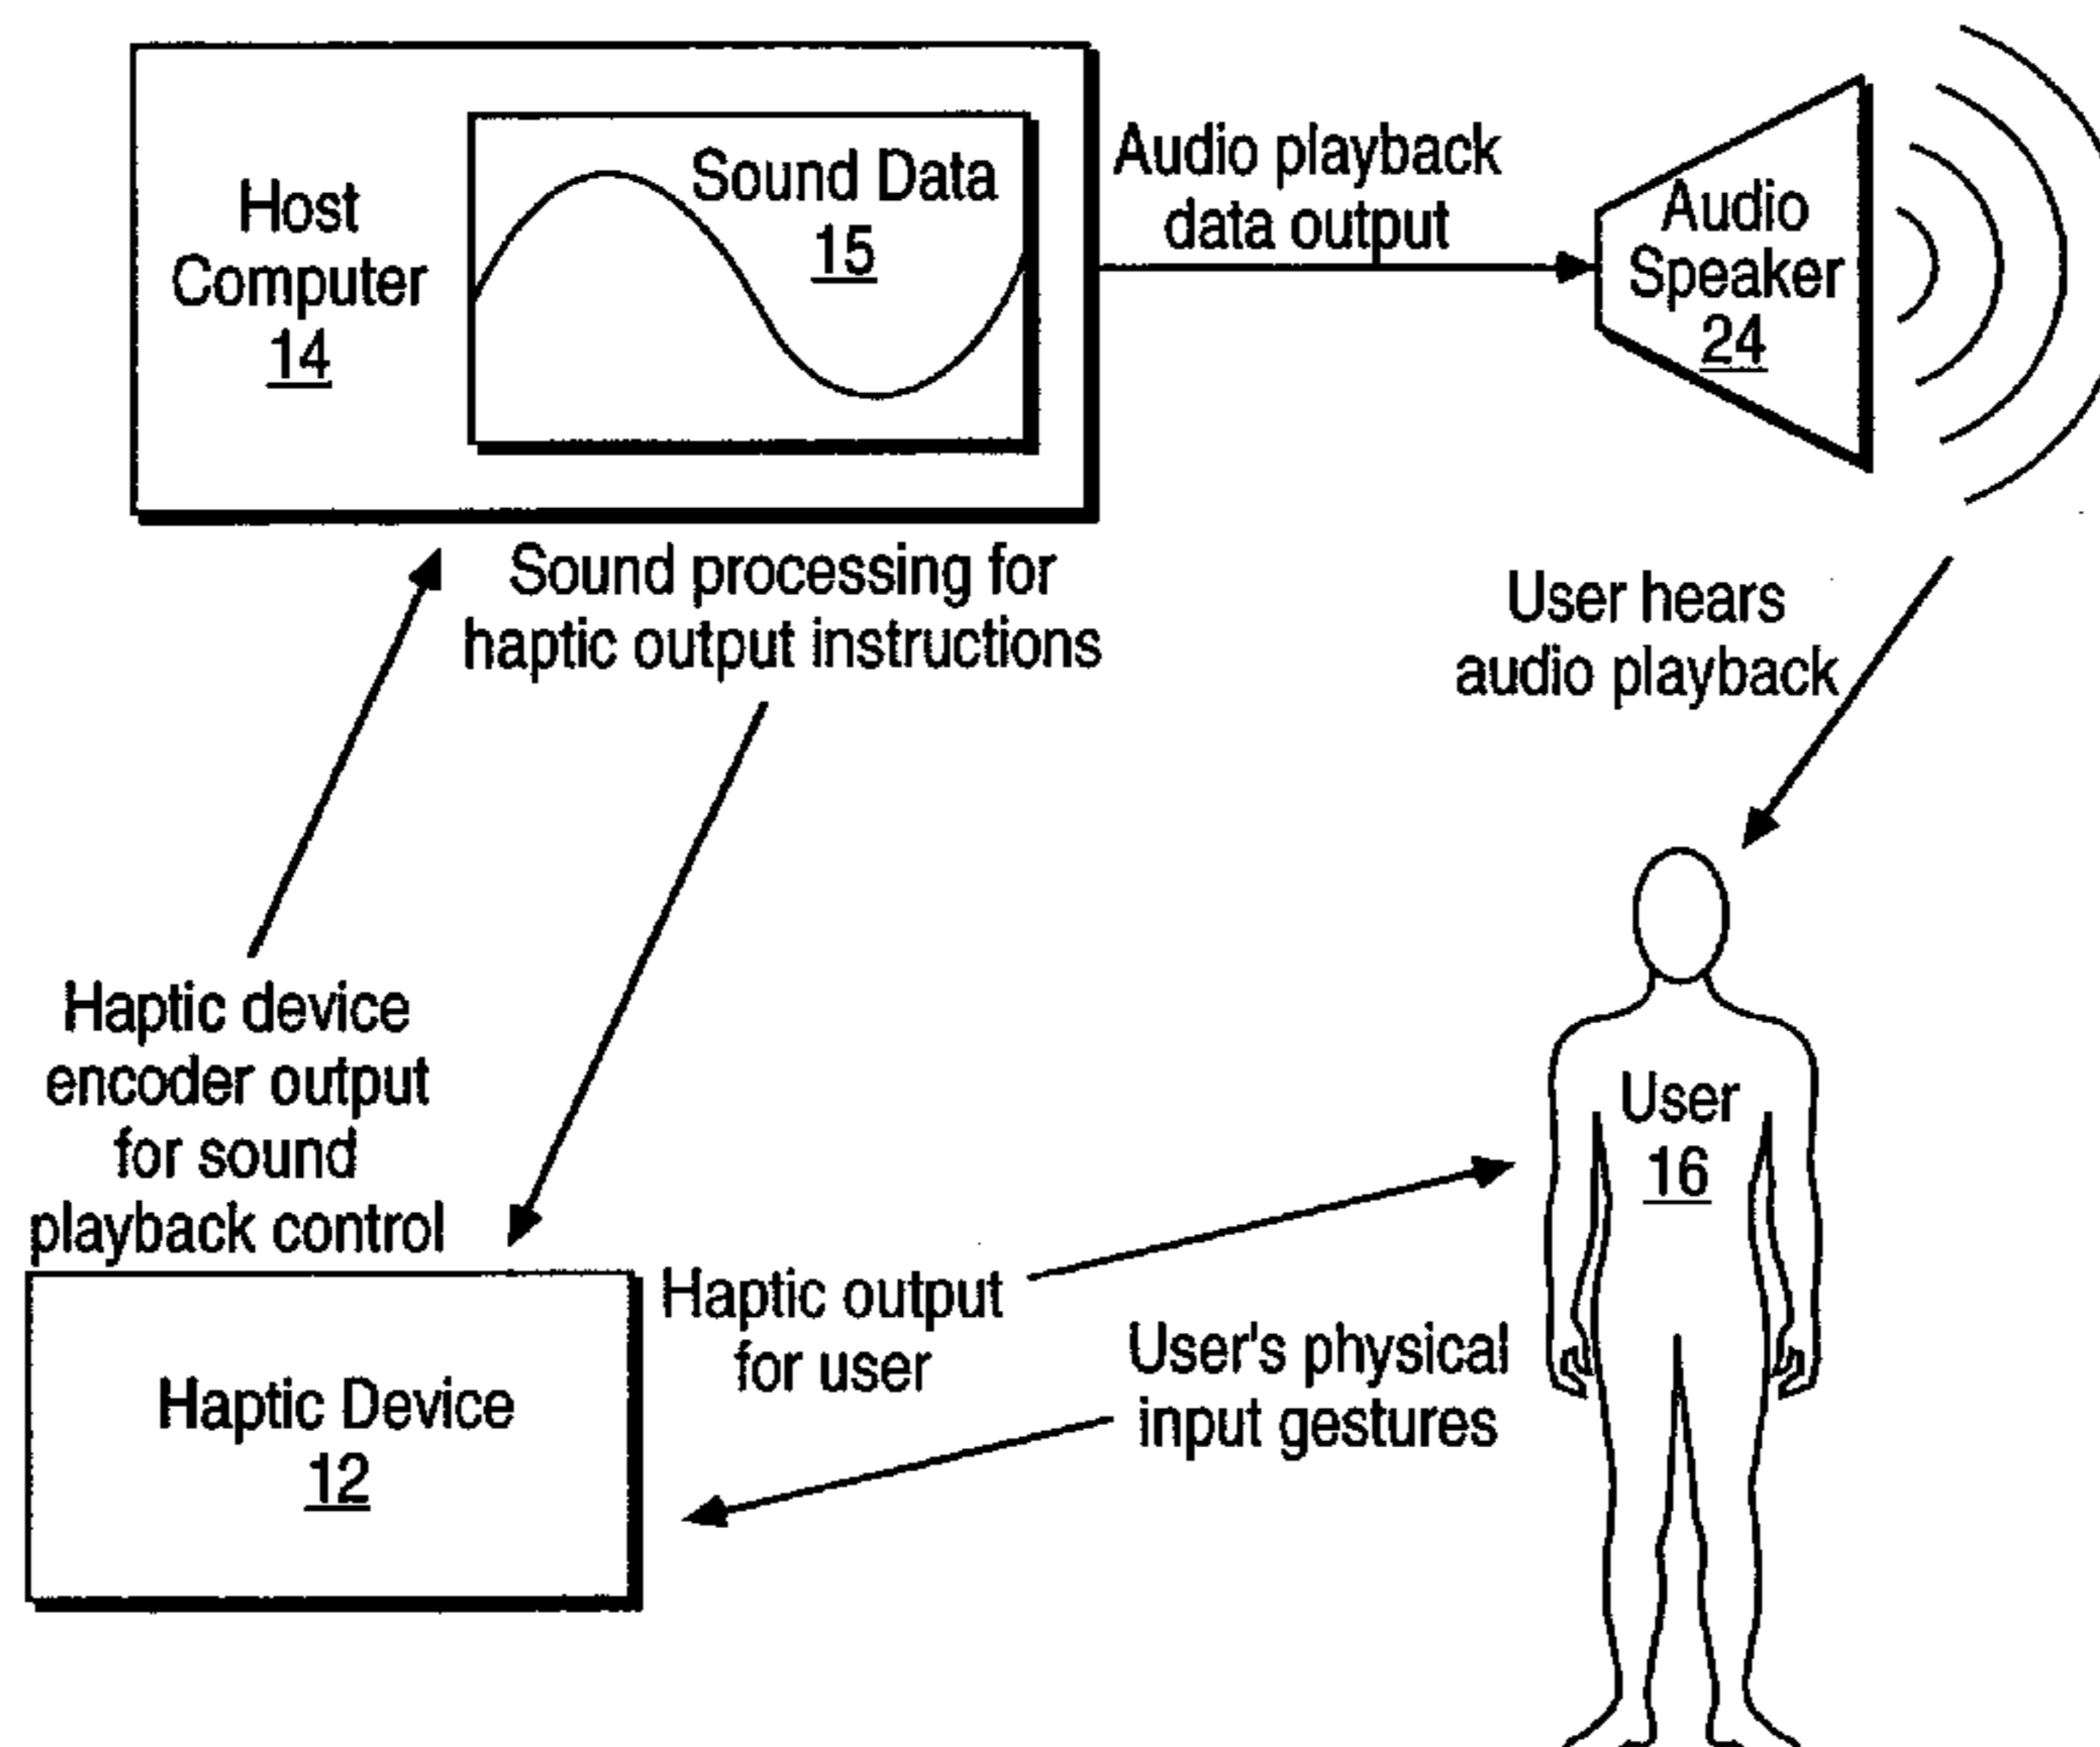 Host
Computer
14
Sound Data
15
Audio playback
data output
Audio
Speaker
24
Sound processing for
haptic output instructions
User hears
audio playback
Haptic device
encoder output
for sound
playback control
Haptic Device
12
Haptic output
for user
User's physical
input gestures
User
16